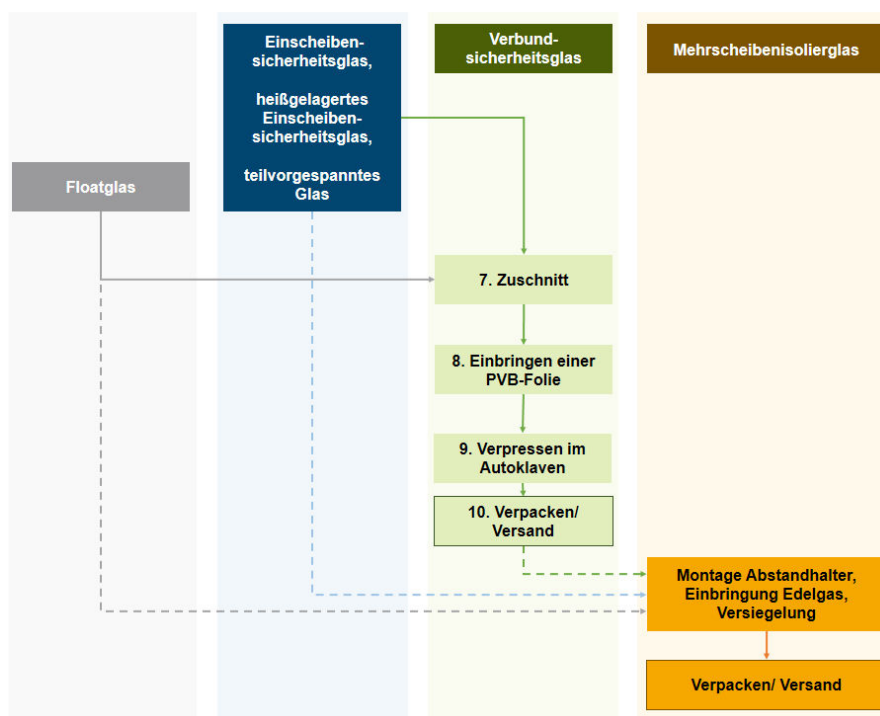 Floatglas
Einscheiben-
sicherheitsglas,
heißgelagertes
Einscheiben-
sicherheitsglas,
teilvorgespanntes
Glas
Verbund-
sicherheitsglas
7. Zuschnitt
8. Einbringen einer
PVB-Folie
9. Verpressen im
Autoklaven
10. Verpacken/
Versand
Mehrscheibenisolierglas
Montage Abstandhalter,
Einbringung Edelgas,
Versiegelung
Verpacken/ Versand